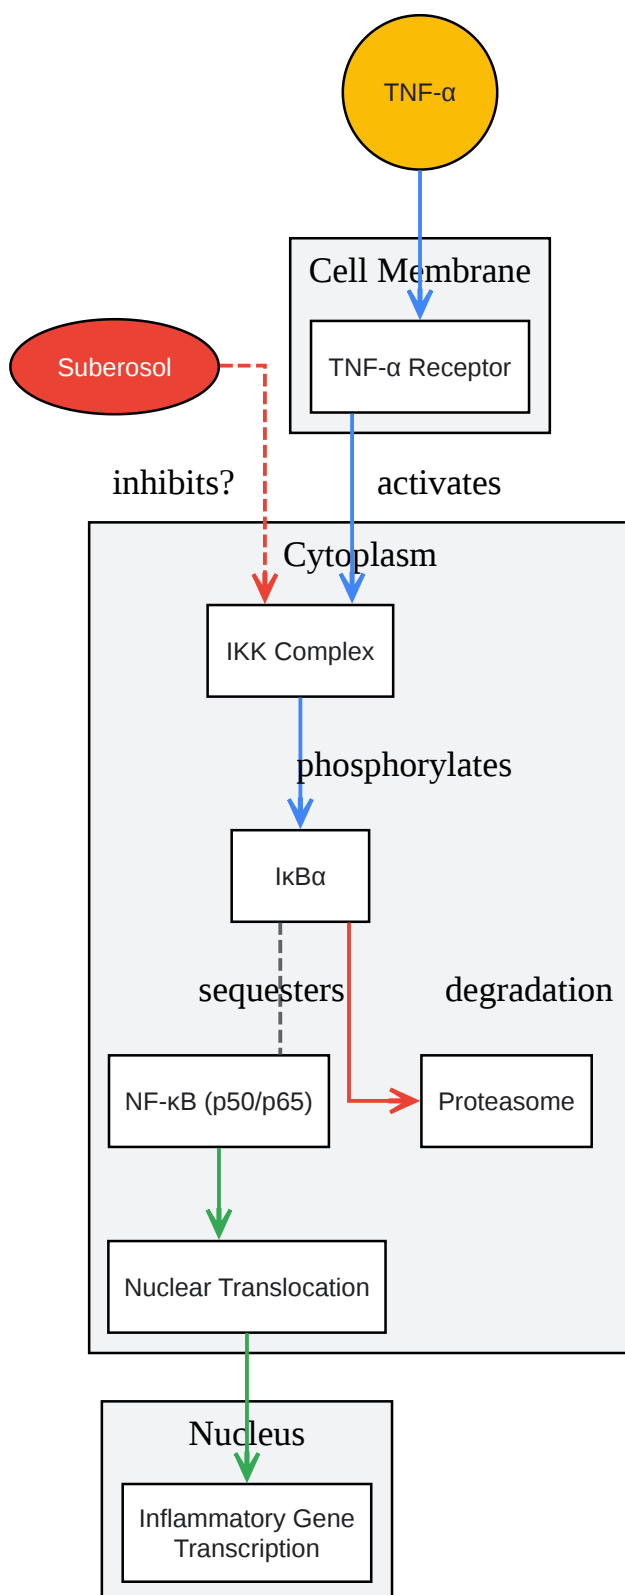 TNF-α
Cell Membrane
TNF-α Receptor
Suberosol
inhibits?
activates
Cytoplasm
IKK Complex
phosphorylates
IκBα
sequesters
degradation
NF-κB (p50/p65)
Proteasome
Nuclear Translocation
Nucleus
Inflammatory Gene
Transcription